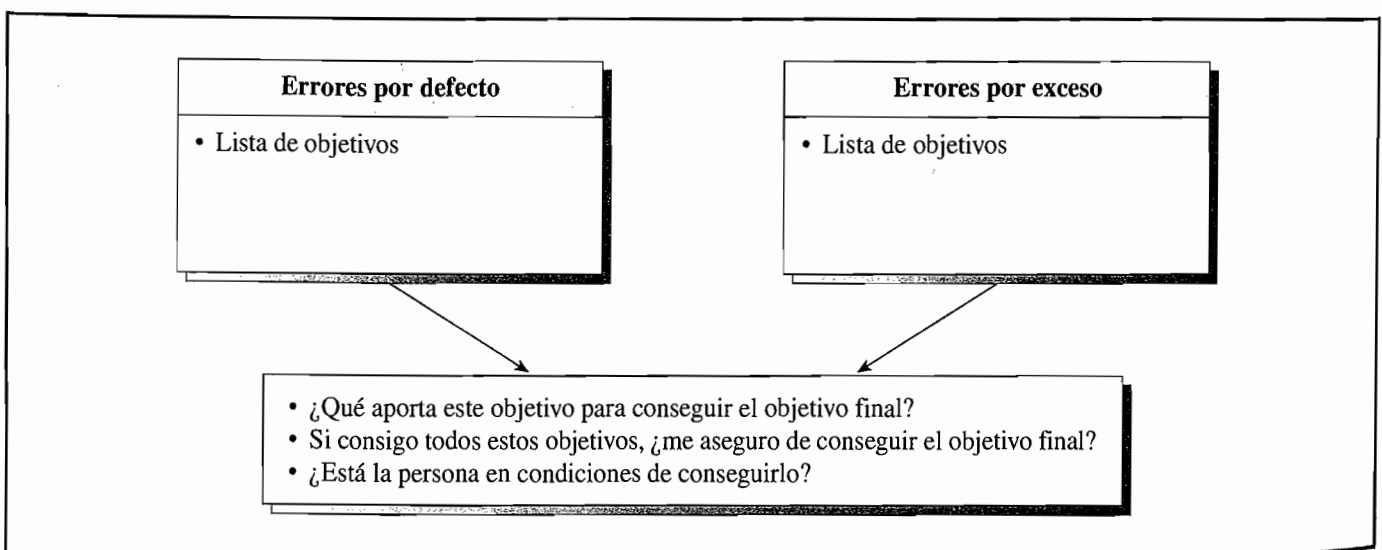 Errores por defecto
• Lista de objetivos
Errores por exceso
• Lista de objetivos
• ¿Qué aporta este objetivo para conseguir el objetivo final?
• Si consigo todos estos objetivos, ¿me aseguro de conseguir el objetivo final?
• ¿Está la persona en condiciones de conseguirlo?